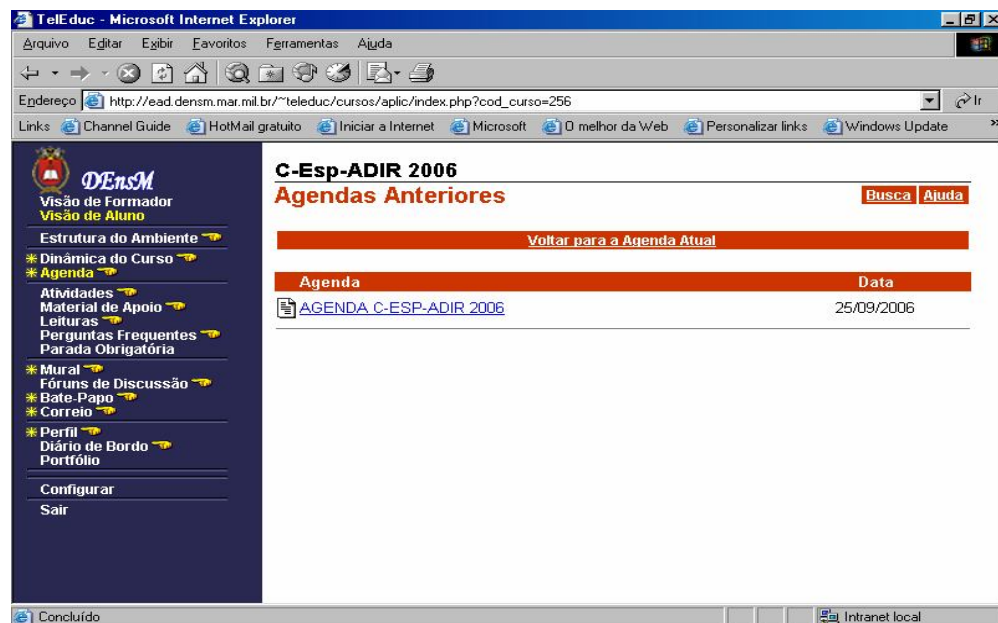 TelEduc - Microsoft Internet Explorer
Arquivo Editar Exibir Favoritos Ferramentas Ajuda
Endereço http://ead.densm.mar.mil.br/~teleduc/cursos/aplic/index.php?cod_curso=256 Ir
Links Channel Guide HotMail gratuito Iniciar a Internet Microsoft O melhor da Web Personalizar links Windows Update »
DEnsM
Visão de Formador
Visão de Aluno
Estrutura do Ambiente
Dinâmica do Curso
Agenda
Atividades
Material de Apoio
Leituras
Perguntas Frequentes
Parada Obrigatória
Mural
Fóruns de Discussão
Bate-Papo
Correio
Perfil
Diário de Bordo
Portfólio
Configurar
Sair
C-Esp-ADIR 2006
Agendas Anteriores Busca Ajuda
Voltar para a Agenda Atual
Agenda Data
AGENDA C-ESP-ADIR 2006 25/09/2006
Concluído Intranet local